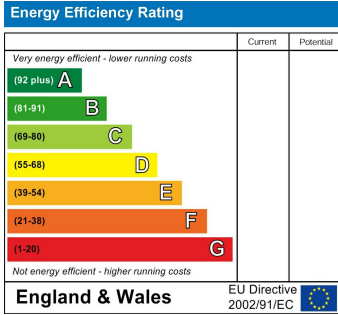 Energy Efficiency Rating
Current Potential
Very energy efficient - lower running costs
(92 plus) A
(81-91) B
(69-80) C
(55-68) D
(39-54) E
(21-38) F
(1-20) G
Not energy efficient - higher running costs
England & Wales
EU Directive
2002/91/EC